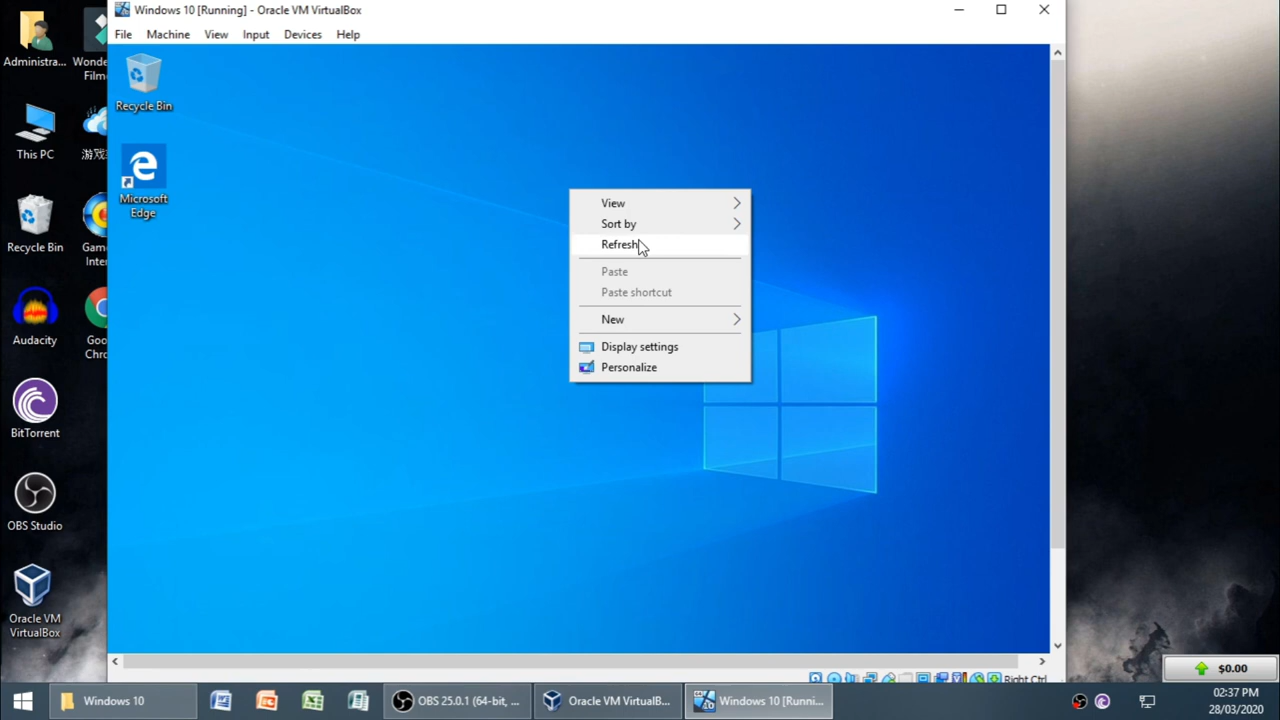 Windows 10 [Running] - Oracle VM VirtualBox
File Machine View Input Devices Help
Administra...
Wonde
Film
This PC
游戏
Recycle Bin
Game
Inter
Audacity
Goo
Chro
BitTorrent
OBS Studio
Oracle VM
VirtualBox
Recycle Bin
Microsoft
Edge
View
Sort by
Refresh
Paste
Paste shortcut
New
Display settings
Personalize
Right Ctrl
$0.00
Windows 10
OBS 25.0.1 (64-bit, ...
Oracle VM VirtualB...
Windows 10 [Runni...
02:37 PM
28/03/2020